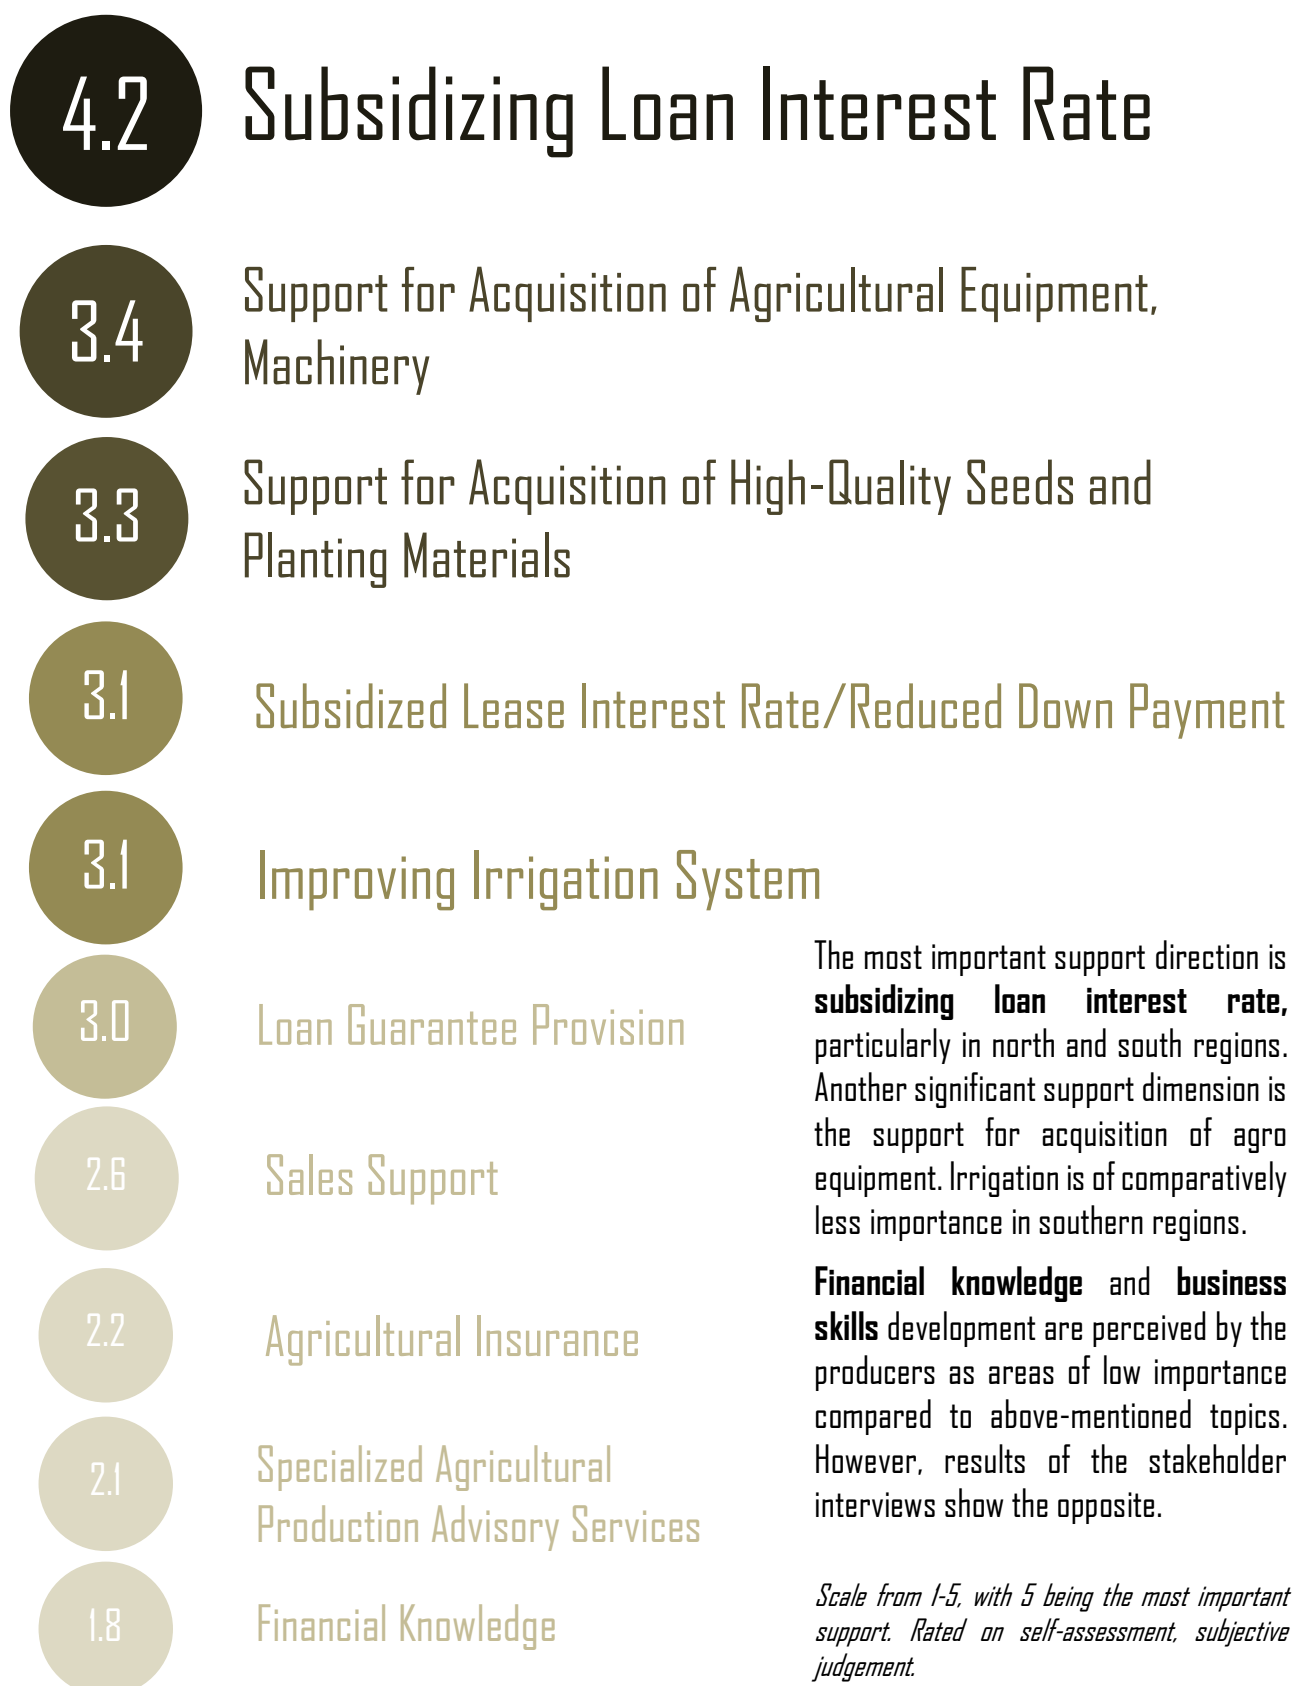 4.2
Subsidizing Loan Interest Rate
3.4
Support for Acquisition of Agricultural Equipment,
Machinery
3.3
Support for Acquisition of High-Quality Seeds and
Planting Materials
3.1
Subsidized Lease Interest Rate/Reduced Down Payment
3.1
Improving Irrigation System
3.0
Loan Guarantee Provision
2.6
Sales Support
2.2
Agricultural Insurance
2.1
Specialized Agricultural
Production Advisory Services
1.8
Financial Knowledge
The most important support direction is
subsidizing loan interest rate,
particularly in north and south regions.
Another significant support dimension is
the support for acquisition of agro
equipment. Irrigation is of comparatively
less importance in southern regions.
Financial knowledge and business
skills development are perceived by the
producers as areas of low importance
compared to above-mentioned topics.
However, results of the stakeholder
interviews show the opposite.
Scale from 1-5, with 5 being the most important
support. Rated on self-assessment, subjective
judgement.